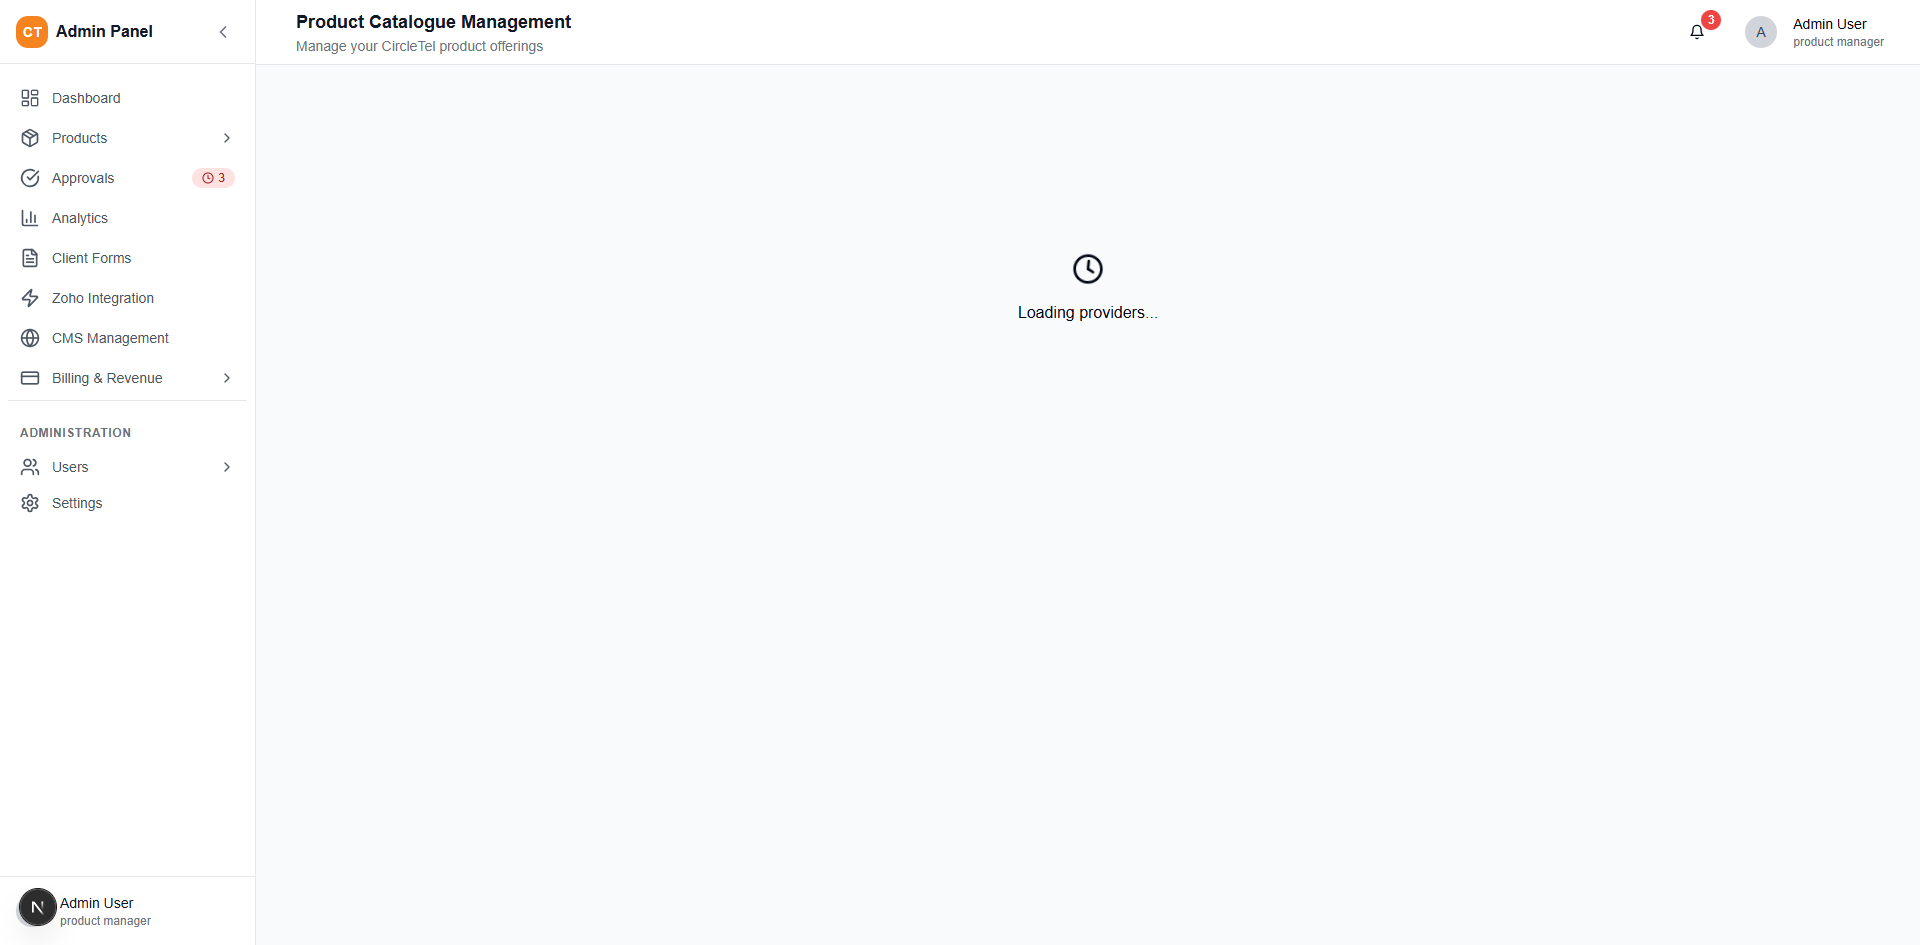 CT Admin Panel
Product Catalogue Management
Manage your CircleTel product offerings
3
A
Admin User
product manager
Dashboard
Products
Approvals 3
Analytics
Client Forms
Zoho Integration
CMS Management
Billing & Revenue
ADMINISTRATION
Users
Settings
Loading providers...
N
Admin User
product manager